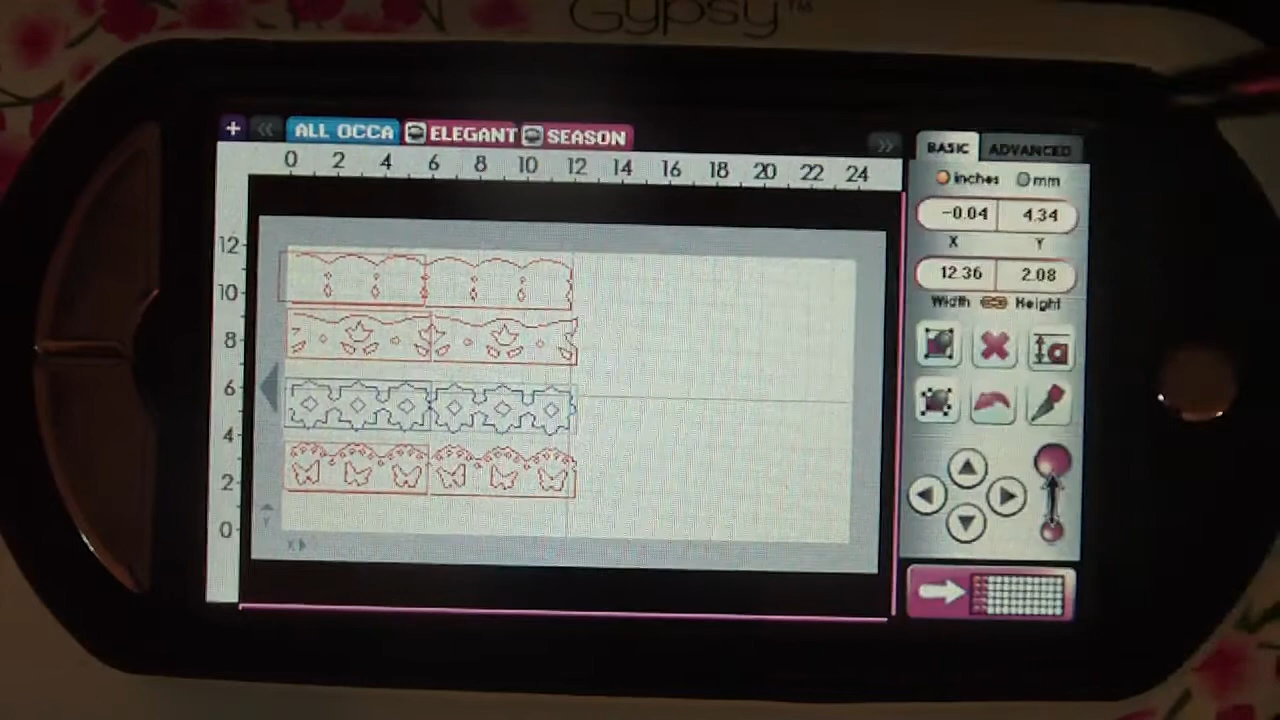 Gypsy™
+ « ALL OCCA ELEGANT SEASON »
BASIC ADVANCED
0 2 4 6 8 10 12 14 16 18 20 22 24
inches mm
-0.04 4.34
X Y
12.36 2.08
Width Height
12
10
8
6
4
2
0
Y
X
a